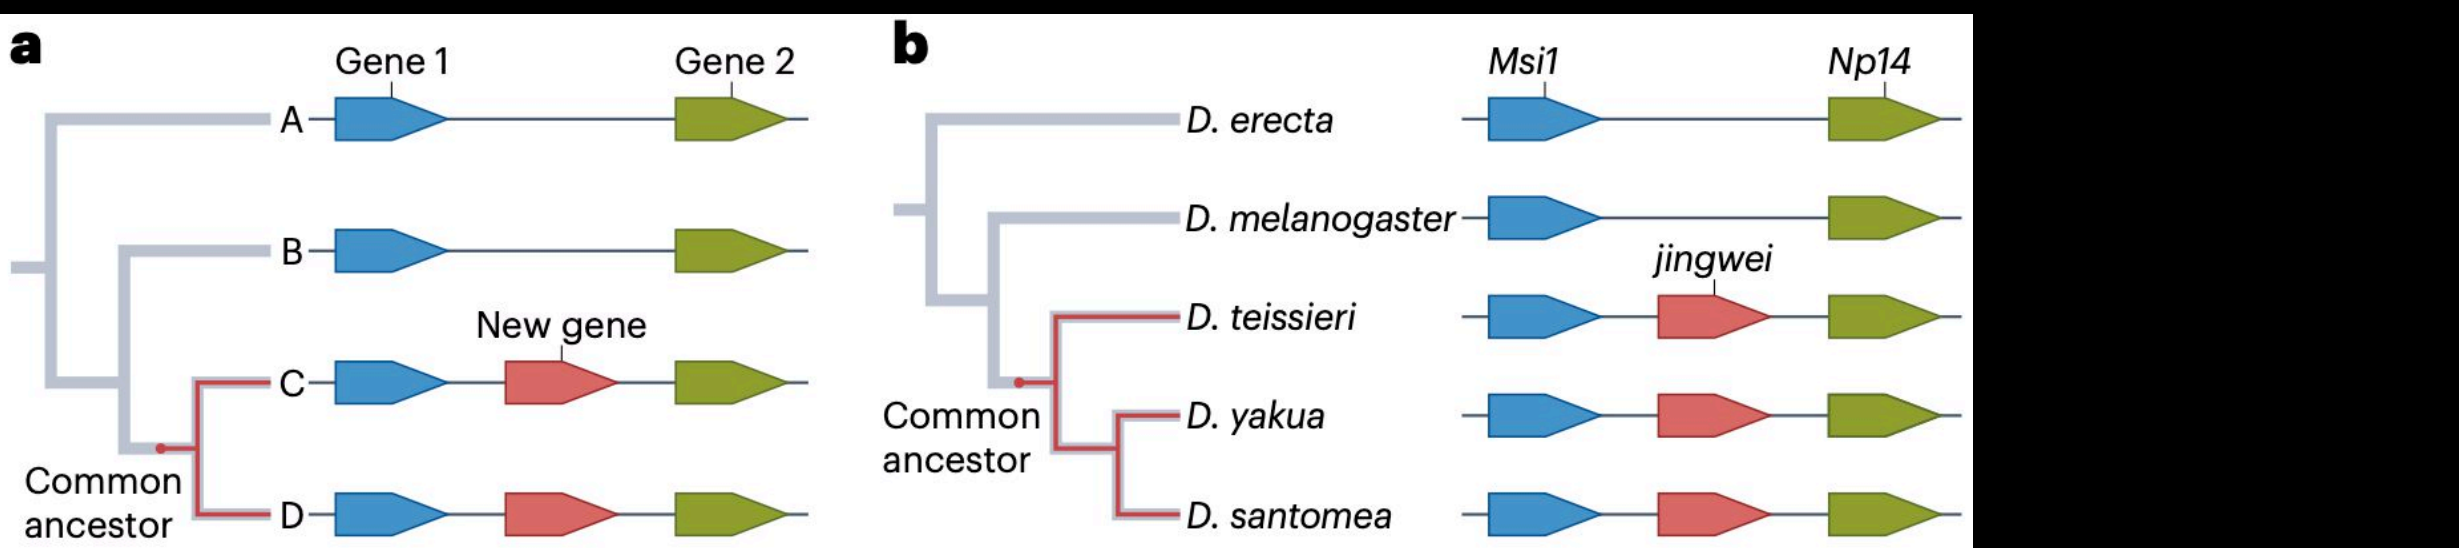 a
Gene 1
Gene 2
A
B
New gene
C
Common
ancestor
D
b
Msi1
Np14
D. erecta
D. melanogaster
jingwei
D. teissieri
Common
ancestor
D. yakua
D. santomea